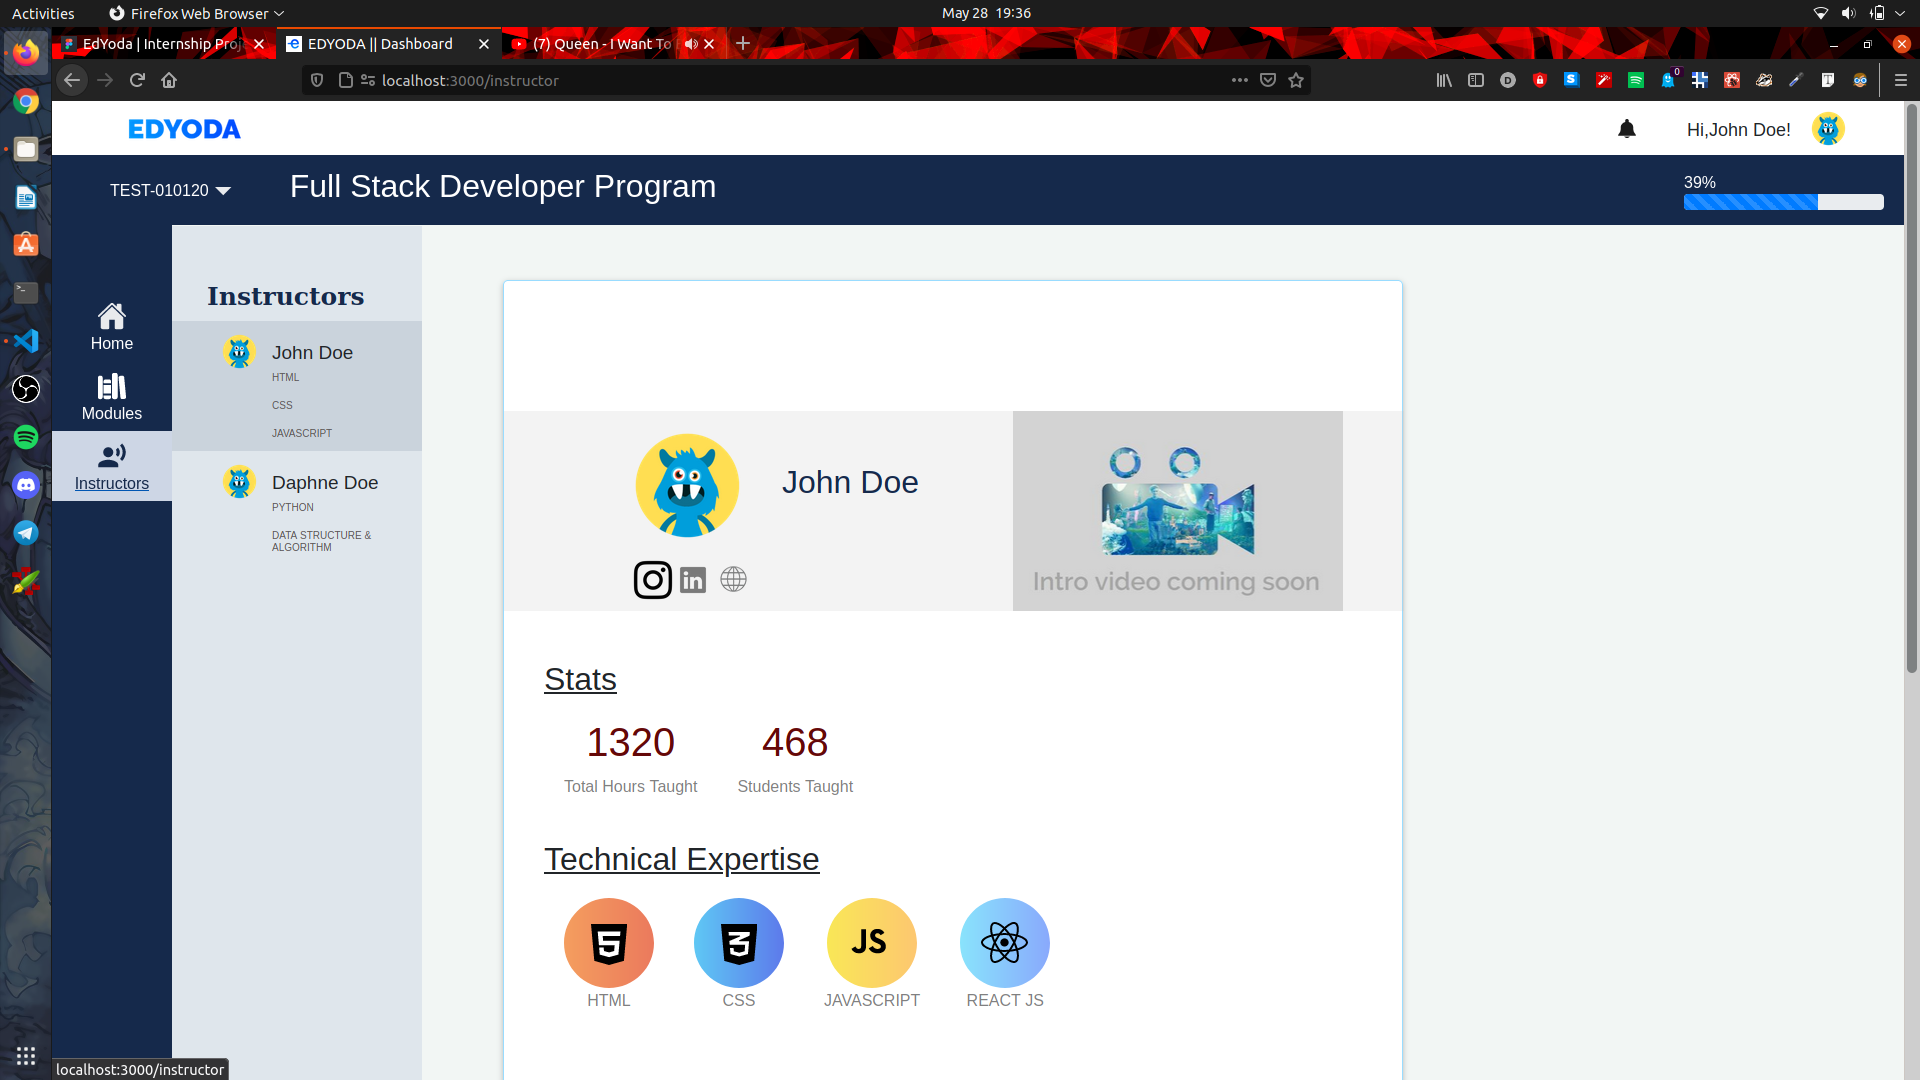 Activities
Firefox Web Browser
May 28 19:36
EdYoda | Internship Proj
EDYODA || Dashboard
(7) Queen - I Want To
localhost:3000/instructor
0
EDYODA
Hi,John Doe!
TEST-010120
Full Stack Developer Program
39%
Home
Modules
Instructors
Instructors
John Doe
HTML
CSS
JAVASCRIPT
Daphne Doe
PYTHON
DATA STRUCTURE &
ALGORITHM
John Doe
Intro video coming soon
Stats
1320
468
Total Hours Taught
Students Taught
Technical Expertise
JS
HTML
CSS
JAVASCRIPT
REACT JS
localhost:3000/instructor